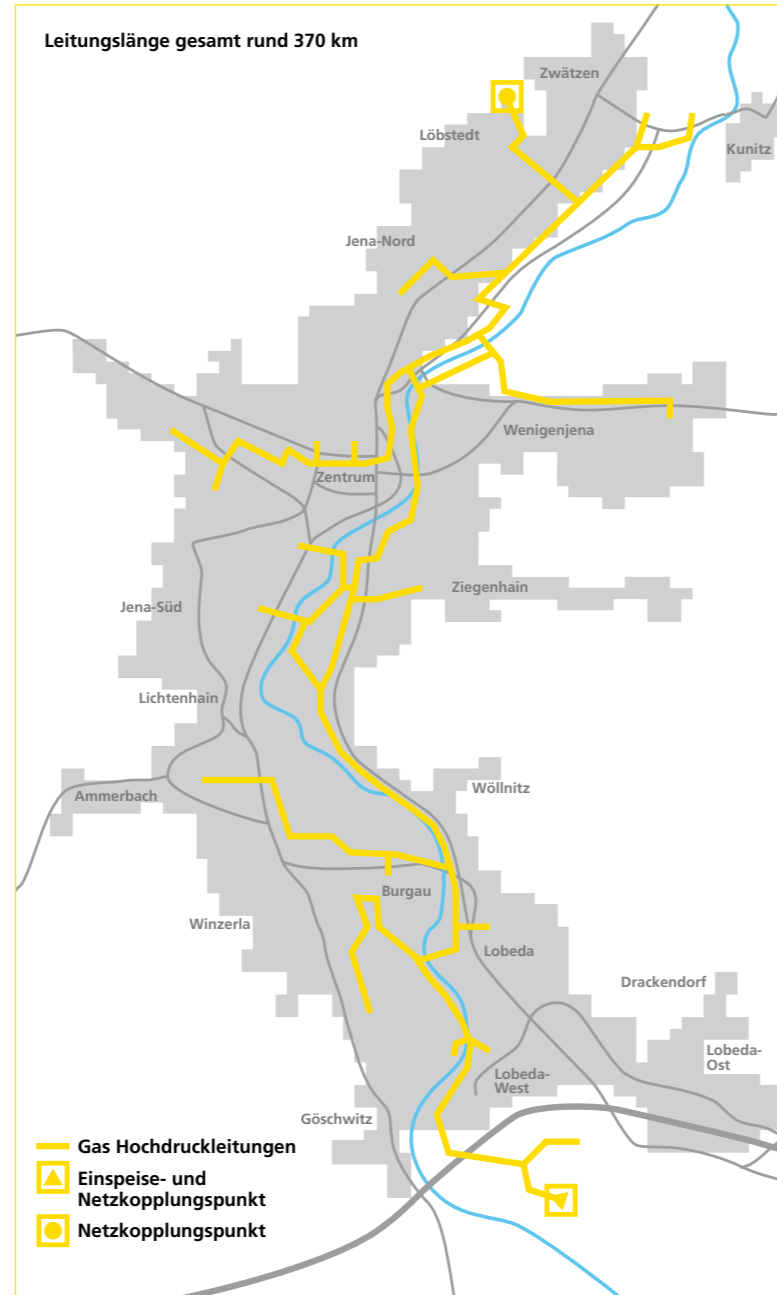 Leitungslänge gesamt rund 370 km
Zwätzen
Löbstedt
Kunitz
Jena-Nord
Wenigenjena
Zentrum
Ziegenhain
Jena-Süd
Lichtenhain
Wöllnitz
Ammerbach
Burgau
Winzerla
Lobeda
Drackendorf
Lobeda-
Ost
Lobeda-
West
Göschwitz
Gas Hochdruckleitungen
Einspeise- und
Netzkopplungspunkt
Netzkopplungspunkt